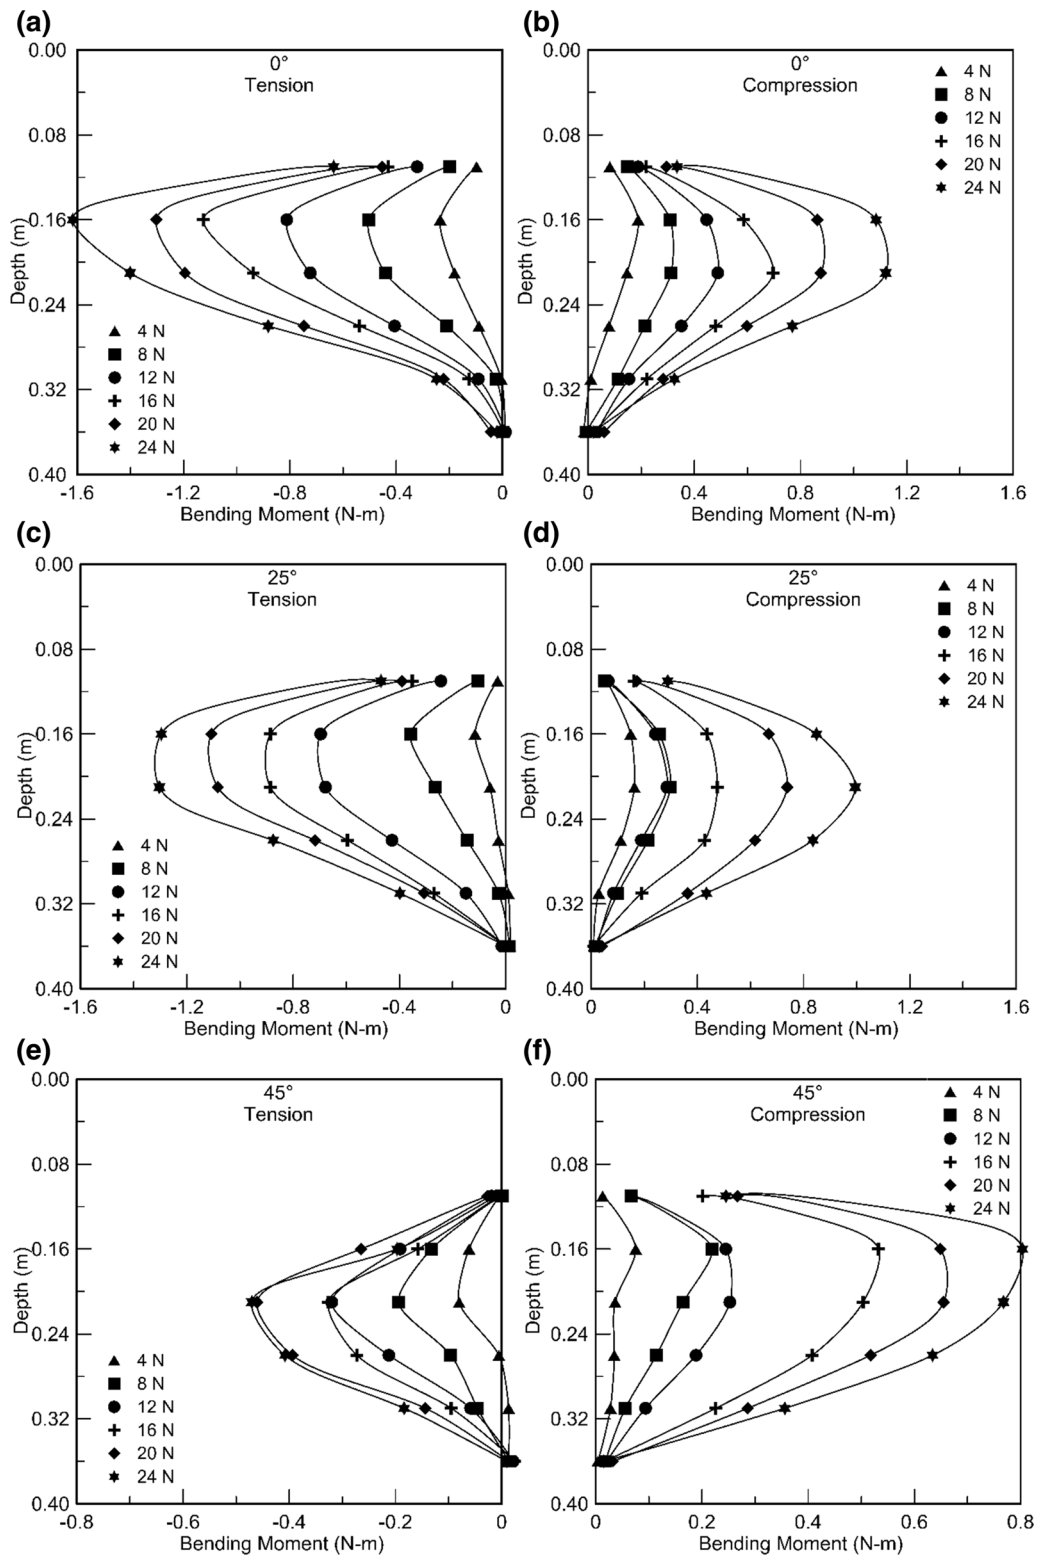 (a)
0°
Tension
0.00
0.08
0.16
0.24
0.32
0.40
Depth (m)
4 N
8 N
12 N
16 N
20 N
24 N
-1.6 -1.2 -0.8 -0.4 0
Bending Moment (N-m)
(b)
0°
Compression
0.00
0.08
0.16
0.24
0.32
0.40
Depth (m)
4 N
8 N
12 N
16 N
20 N
24 N
0 0.4 0.8 1.2 1.6
Bending Moment (N-m)
(c)
25°
Tension
0.00
0.08
0.16
0.24
0.32
0.40
Depth (m)
4 N
8 N
12 N
16 N
20 N
24 N
-1.6 -1.2 -0.8 -0.4 0
Bending Moment (N-m)
(d)
25°
Compression
0.00
0.08
0.16
0.24
0.32
0.40
Depth (m)
4 N
8 N
12 N
16 N
20 N
24 N
0 0.4 0.8 1.2 1.6
Bending Moment (N-m)
(e)
45°
Tension
0.00
0.08
0.16
0.24
0.32
0.40
Depth (m)
4 N
8 N
12 N
16 N
20 N
24 N
-0.8 -0.6 -0.4 -0.2 0
Bending Moment (N-m)
(f)
45°
Compression
0.00
0.08
0.16
0.24
0.32
0.40
Depth (m)
4 N
8 N
12 N
16 N
20 N
24 N
0 0.2 0.4 0.6 0.8
Bending Moment (N-m)